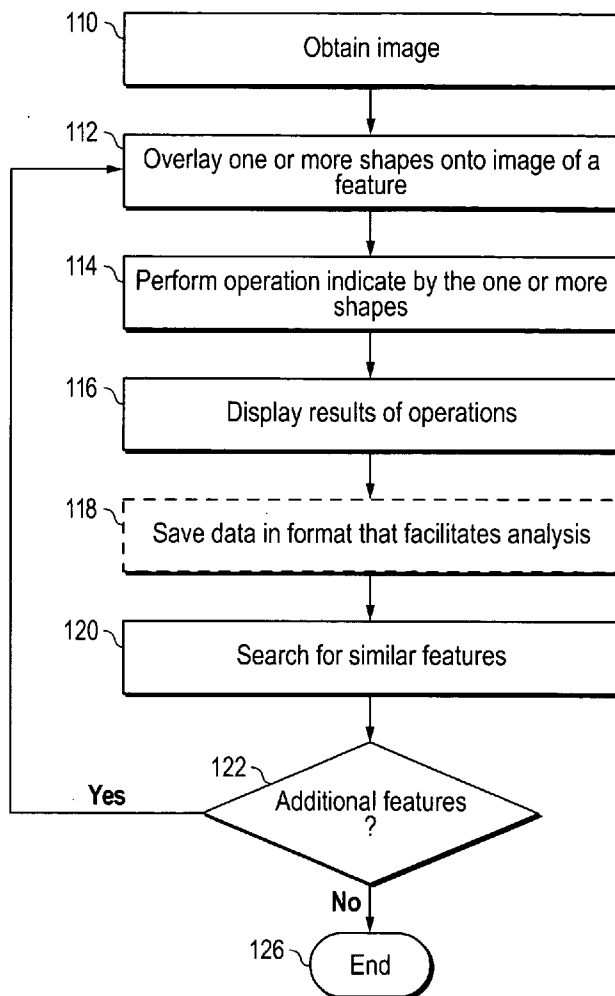 110
Obtain image
112
Overlay one or more shapes onto image of a
feature
114
Perform operation indicate by the one or more
shapes
116
Display results of operations
118
Save data in format that facilitates analysis
120
Search for similar features
122
Yes
Additional features
?
No
126
End